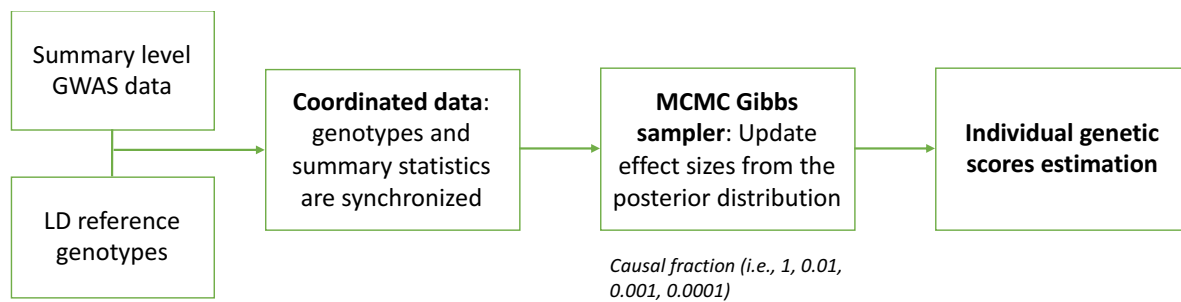 Summary level
GWAS data
LD reference
genotypes
Coordinated data:
genotypes and
summary statistics
are synchronized
MCMC Gibbs
sampler: Update
effect sizes from the
posterior distribution
Causal fraction (i.e., 1, 0.01,
0.001, 0.0001)
Individual genetic
scores estimation